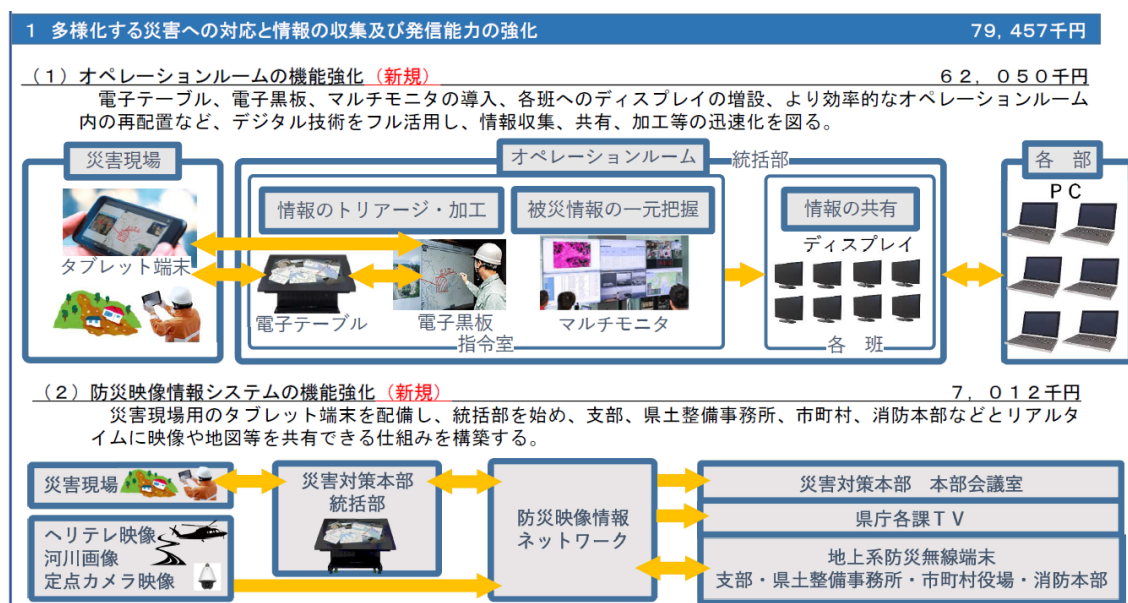 1 多様化する災害への対応と情報の収集及び発信能力の強化 79,457千円
(1)オペレーションルームの機能強化(新規) 62,050千円
電子テーブル、電子黒板、マルチモニタの導入、各班へのディスプレイの増設、より効率的なオペレーションルーム
内の再配置など、デジタル技術をフル活用し、情報収集、共有、加工等の迅速化を図る。
災害現場
オペレーションルーム
統括部
各 部
情報のトリアージ・加工
被災情報の一元把握
情報の共有
PC
ディスプレイ
タブレット端末
電子テーブル
電子黒板
マルチモニタ
指令室
各 班
(2)防災映像情報システムの機能強化(新規) 7,012千円
災害現場用のタブレット端末を配備し、統括部を始め、支部、県土整備事務所、市町村、消防本部などとリアルタ
イムに映像や地図等を共有できる仕組みを構築する。
災害現場
災害対策本部
統括部
防災映像情報
ネットワーク
災害対策本部 本部会議室
県庁各課TV
地上系防災無線端末
支部・県土整備事務所・市町村役場・消防本部
ヘリテレ映像
河川画像
定点カメラ映像